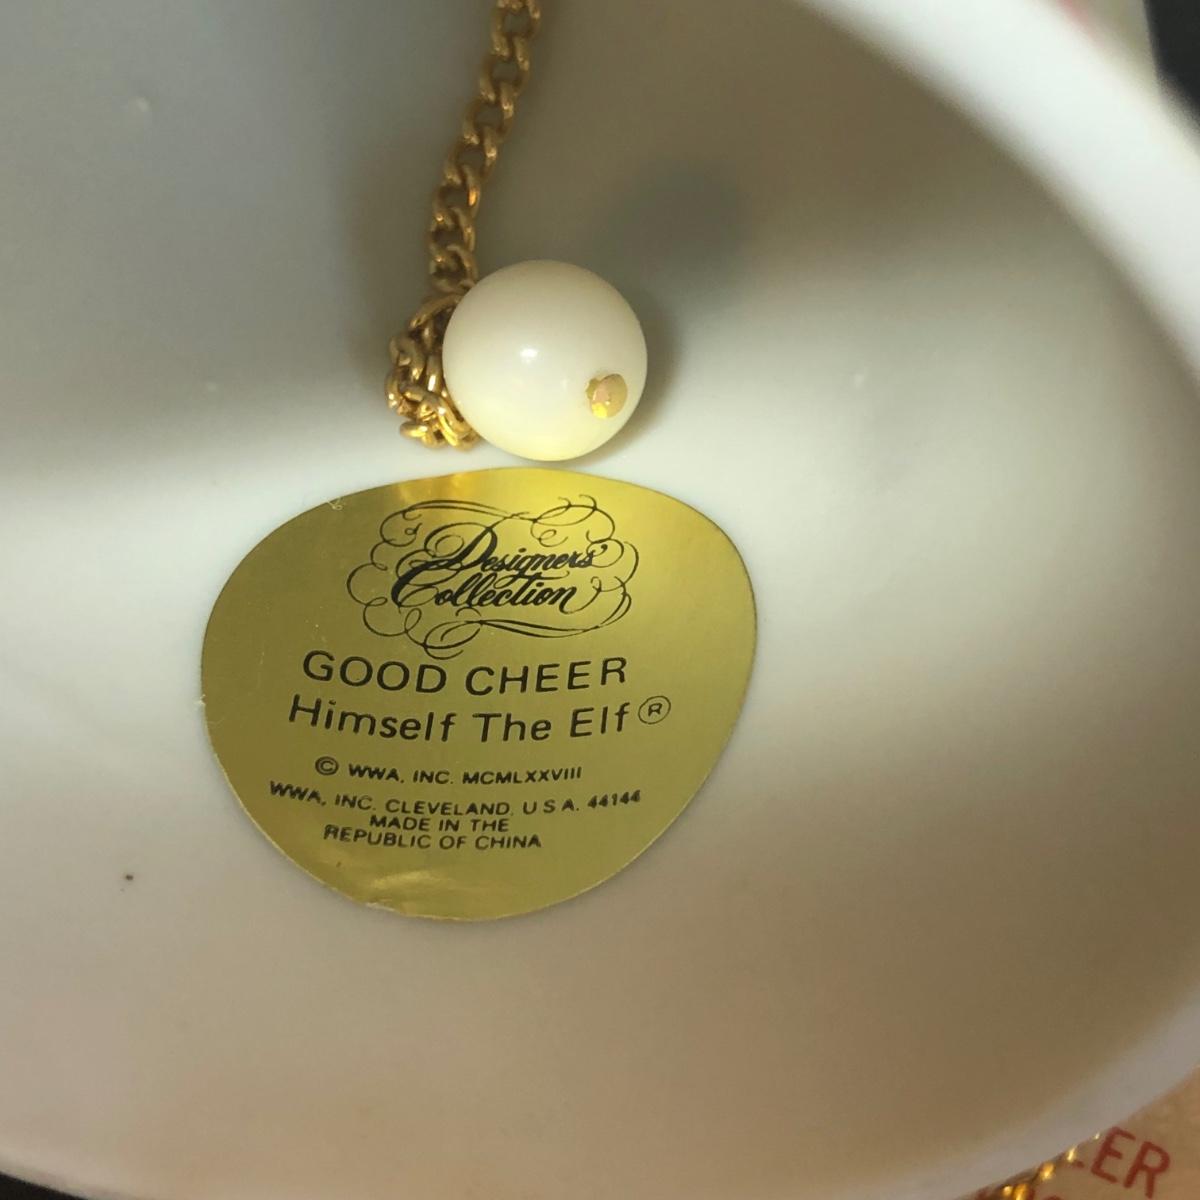 Designers'
Collection
GOOD CHEER
Himself The Elf®
© WWA, INC. MCMLXXVIII
WWA, INC. CLEVELAND, U S A. 44144
MADE IN THE
REPUBLIC OF CHINA